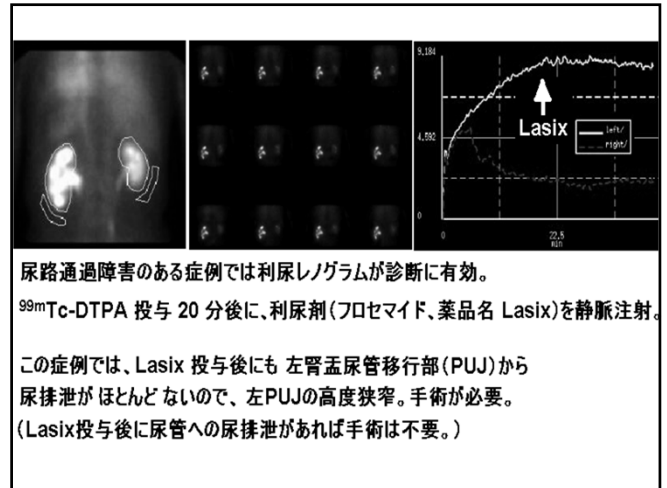 9,184
4,592
0
Lasix
left/
right/
22.5
min
尿路通過障害のある症例では利尿レノグラムが診断に有効。
99mTc-DTPA 投与 20 分後に、利尿剤（フロセマイド、薬品名 Lasix）を静脈注射。
この症例では、Lasix 投与後にも 左腎盂尿管移行部（PUJ）から
尿排泄が ほとんど ないので、左PUJの高度狭窄。手術が必要。
（Lasix投与後に尿管への尿排泄があれば手術は不要。）